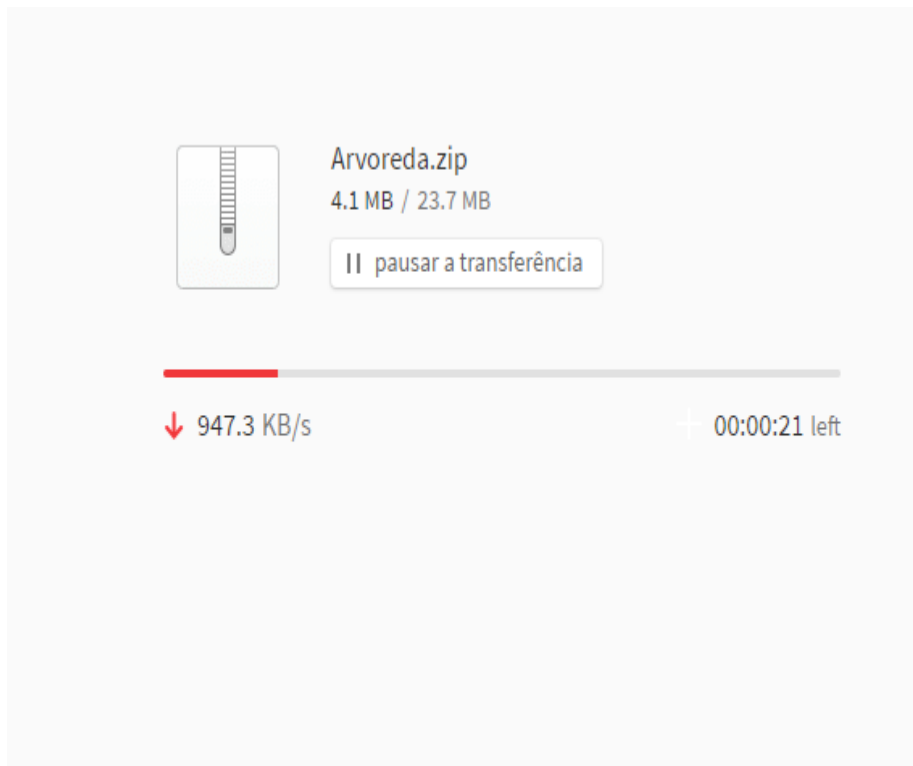 Arvoreda.zip
4.1 MB / 23.7 MB
pausar a transferência
947.3 KB/s
00:00:21 left